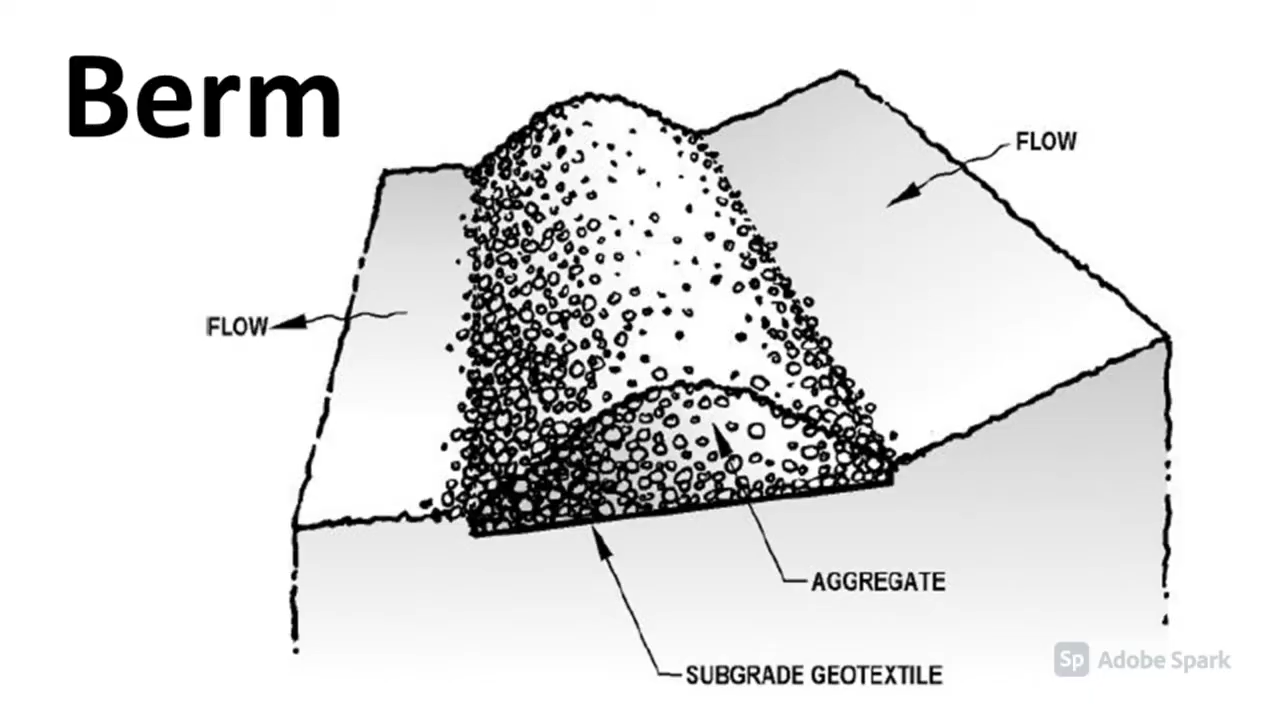 Berm
FLOW
FLOW
AGGREGATE
SUBGRADE GEOTEXTILE
Sp Adobe Spark